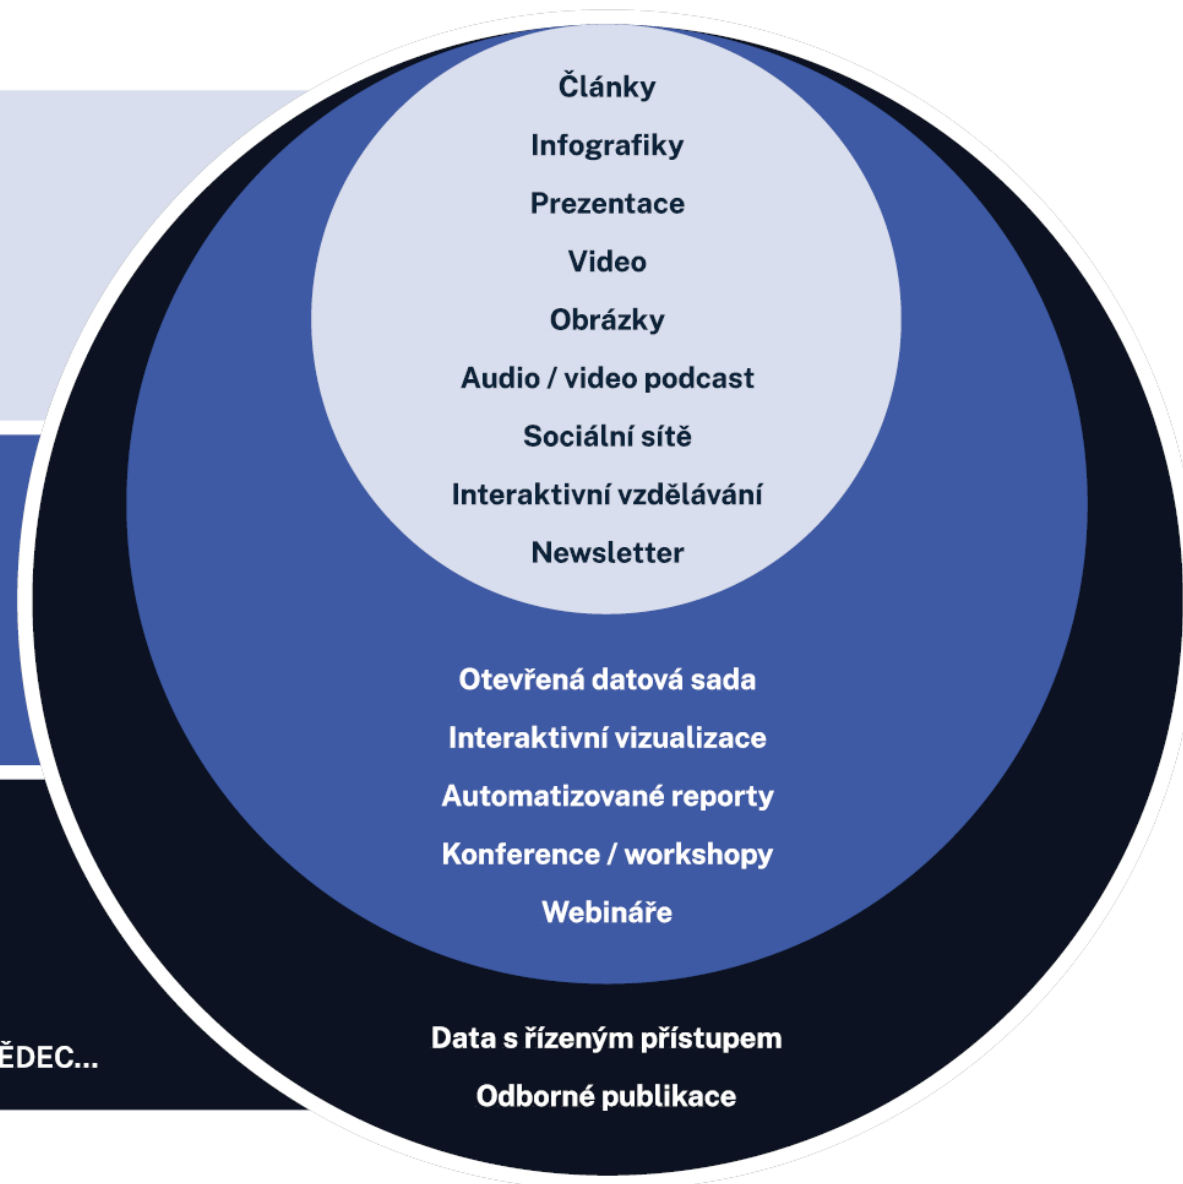 Články
Infografiky
Prezentace
Video
Obrázky
Audio / video podcast
Sociální sítě
Interaktivní vzdělávání
Newsletter
Otevřená datová sada
Interaktivní vizualizace
Automatizované reporty
Konference / workshopy
Webináře
Data s řízeným přístupem
ĚDEC...
Odborné publikace